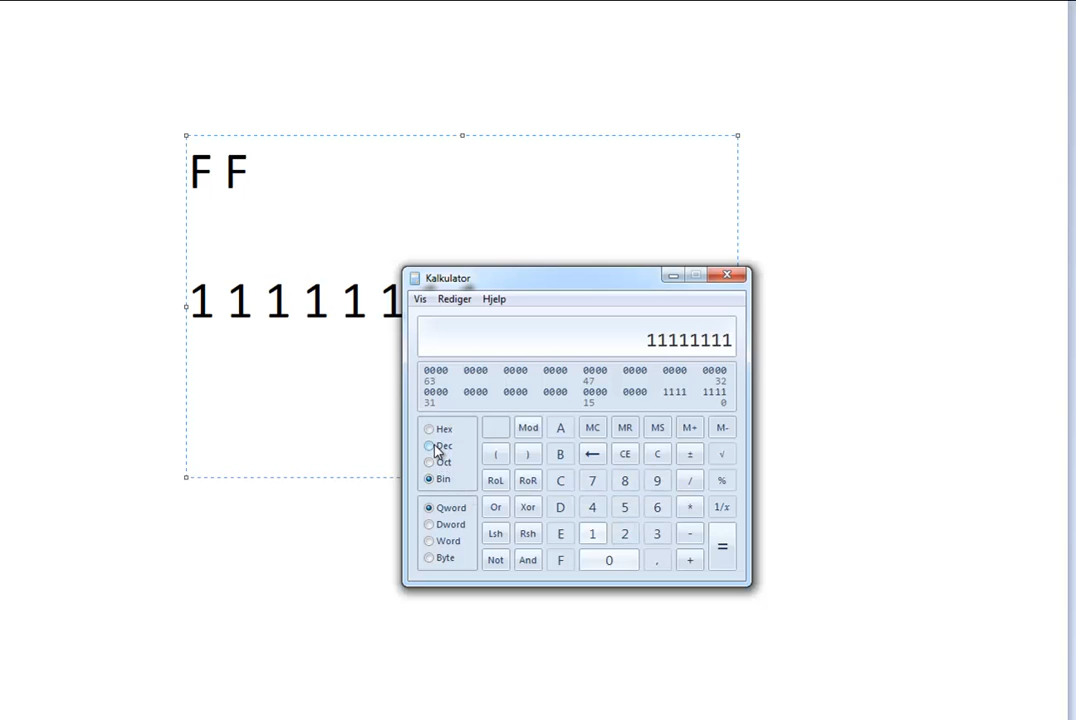 F F
1 1 1 1 1 1
Kalkulator
Vis Rediger Hjelp
11111111
0000 0000 0000 0000 0000 0000 0000 0000
63 47 32
0000 0000 0000 0000 0000 0000 1111 1111
31 15 0
Hex Mod A MC MR MS M+ M-
Dec ( ) B ← CE C ± √
Oct
Bin RoL RoR C 7 8 9 / %
Qword Or Xor D 4 5 6 * 1/x
Dword
Word Lsh Rsh E 1 2 3 - =
Byte Not And F 0 . +